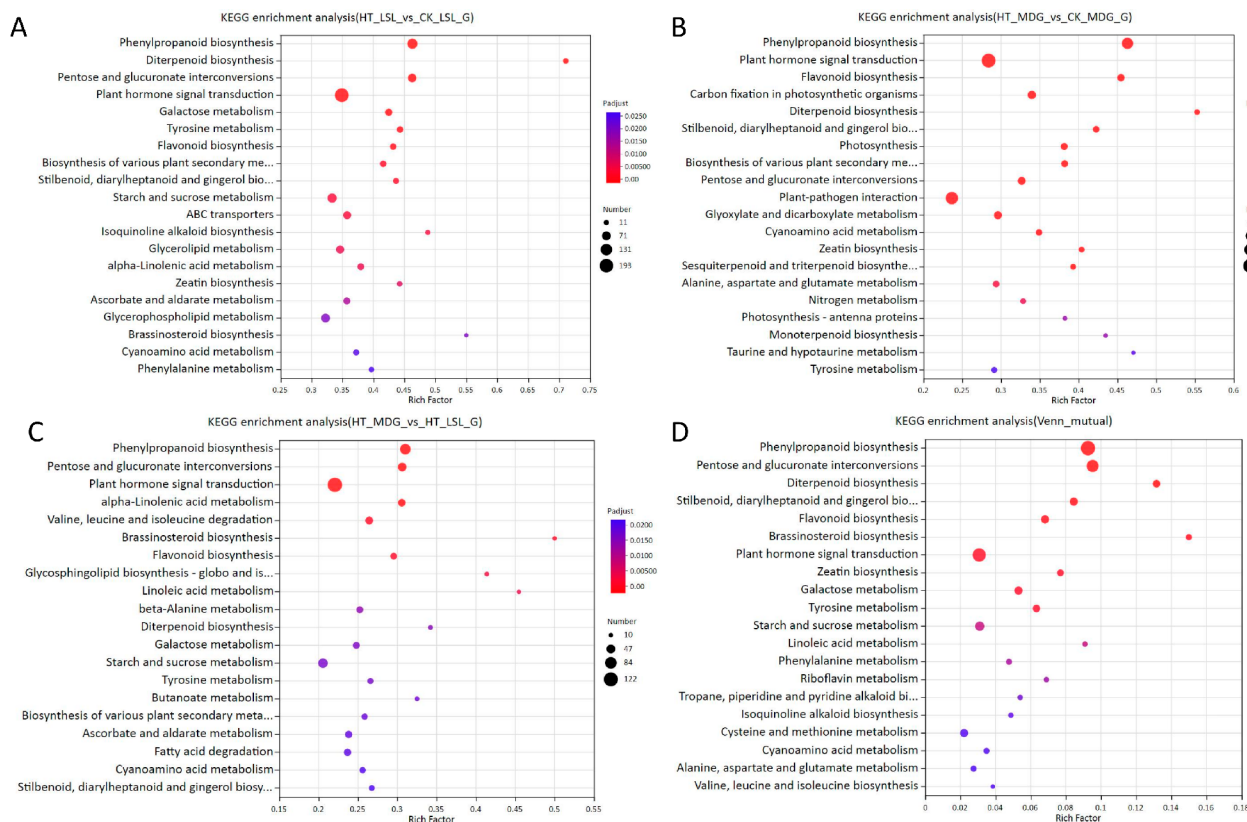 A
KEGG enrichment analysis(HT_LSL_vs_CK_LSL_G)
Phenylpropanoid biosynthesis
Diterpenoid biosynthesis
Pentose and glucuronate interconversions
Plant hormone signal transduction
Galactose metabolism
Tyrosine metabolism
Flavonoid biosynthesis
Biosynthesis of various plant secondary me...
Stilbenoid, diarylheptanoid and gingerol bio...
Starch and sucrose metabolism
ABC transporters
Isoquinoline alkaloid biosynthesis
Glycerolipid metabolism
alpha-Linolenic acid metabolism
Zeatin biosynthesis
Ascorbate and aldarate metabolism
Glycerophospholipid metabolism
Brassinosteroid biosynthesis
Cyanoamino acid metabolism
Phenylalanine metabolism
0.25 0.3 0.35 0.4 0.45 0.5 0.55 0.6 0.65 0.7 0.75
Rich Factor
Padjust
0.0250
0.0200
0.0150
0.0100
0.00500
0.00
Number
11
71
131
193
B
KEGG enrichment analysis(HT_MDG_vs_CK_MDG_G)
Phenylpropanoid biosynthesis
Plant hormone signal transduction
Flavonoid biosynthesis
Carbon fixation in photosynthetic organisms
Diterpenoid biosynthesis
Stilbenoid, diarylheptanoid and gingerol bio...
Photosynthesis
Biosynthesis of various plant secondary me...
Pentose and glucuronate interconversions
Plant-pathogen interaction
Glyoxylate and dicarboxylate metabolism
Cyanoamino acid metabolism
Zeatin biosynthesis
Sesquiterpenoid and triterpenoid biosynthe...
Alanine, aspartate and glutamate metabolism
Nitrogen metabolism
Photosynthesis - antenna proteins
Monoterpenoid biosynthesis
Taurine and hypotaurine metabolism
Tyrosine metabolism
0.2 0.25 0.3 0.35 0.4 0.45 0.5 0.55 0.6
Rich Factor
C
KEGG enrichment analysis(HT_MDG_vs_HT_LSL_G)
Phenylpropanoid biosynthesis
Pentose and glucuronate interconversions
Plant hormone signal transduction
alpha-Linolenic acid metabolism
Valine, leucine and isoleucine degradation
Brassinosteroid biosynthesis
Flavonoid biosynthesis
Glycosphingolipid biosynthesis - globo and is...
Linoleic acid metabolism
beta-Alanine metabolism
Diterpenoid biosynthesis
Galactose metabolism
Starch and sucrose metabolism
Tyrosine metabolism
Butanoate metabolism
Biosynthesis of various plant secondary meta...
Ascorbate and aldarate metabolism
Fatty acid degradation
Cyanoamino acid metabolism
Stilbenoid, diarylheptanoid and gingerol biosy...
0.15 0.2 0.25 0.3 0.35 0.4 0.45 0.5 0.55
Rich Factor
Padjust
0.0200
0.0150
0.0100
0.00500
0.00
Number
10
47
84
122
D
KEGG enrichment analysis(Venn_mutual)
Phenylpropanoid biosynthesis
Pentose and glucuronate interconversions
Diterpenoid biosynthesis
Stilbenoid, diarylheptanoid and gingerol bio...
Flavonoid biosynthesis
Brassinosteroid biosynthesis
Plant hormone signal transduction
Zeatin biosynthesis
Galactose metabolism
Tyrosine metabolism
Starch and sucrose metabolism
Linoleic acid metabolism
Phenylalanine metabolism
Riboflavin metabolism
Tropane, piperidine and pyridine alkaloid bi...
Isoquinoline alkaloid biosynthesis
Cysteine and methionine metabolism
Cyanoamino acid metabolism
Alanine, aspartate and glutamate metabolism
Valine, leucine and isoleucine biosynthesis
0 0.02 0.04 0.06 0.08 0.1 0.12 0.14 0.16 0.18
Rich Factor